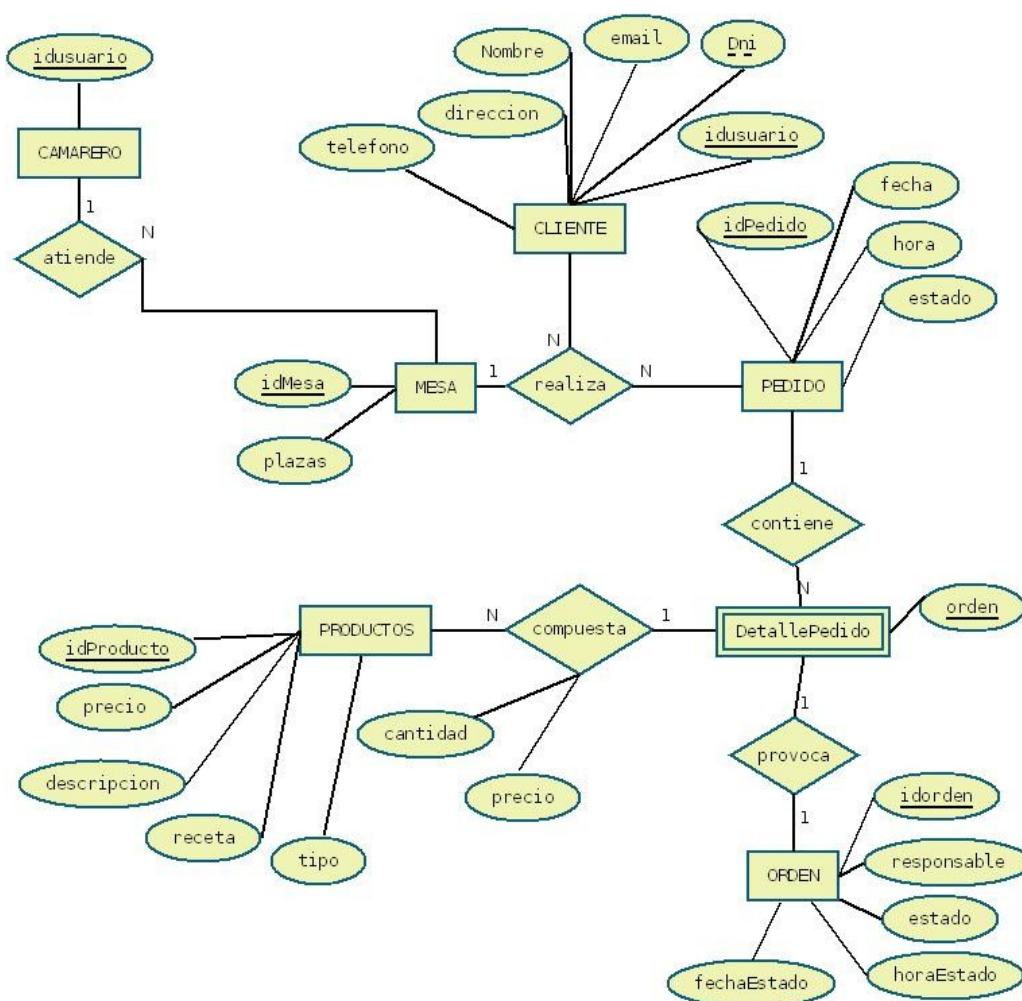 idusuario
CAMARERO
1
N
atiende
Nombre
email
Dni
direccion
telefono
idusuario
CLIENTE
N
fecha
idPedido
hora
estado
idMesa
MESA
1
realiza
N
PEDIDO
plazas
1
contiene
N
PRODUCTOS
N
compuesta
1
DetallePedido
orden
idProducto
precio
descripcion
receta
tipo
cantidad
precio
1
provoca
1
idorden
responsable
ORDEN
estado
fechaEstado
horaEstado